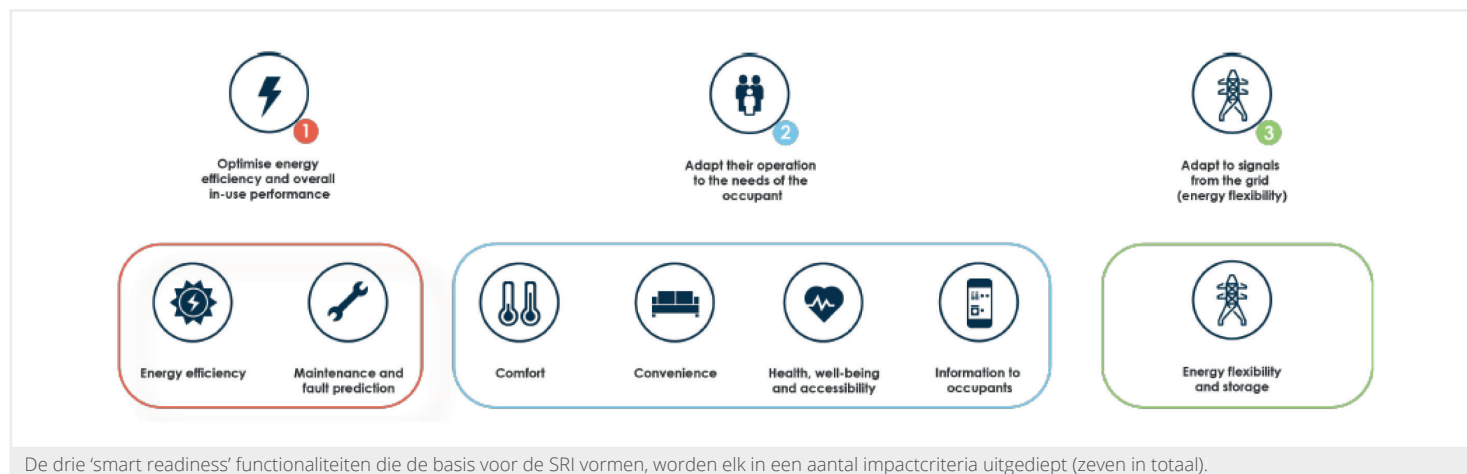 1
Optimise energy
efficiency and overall
in-use performance
2
Adapt their operation
to the needs of the
occupant
3
Adapt to signals
from the grid
(energy flexibility)
Energy efficiency
Maintenance and
fault prediction
Comfort
Convenience
Health, well-being
and accessibility
Information to
occupants
Energy flexibility
and storage
De drie ‘smart readiness’ functionaliteiten die de basis voor de SRI vormen, worden elk in een aantal impactcriteria uitgediept (zeven in totaal).